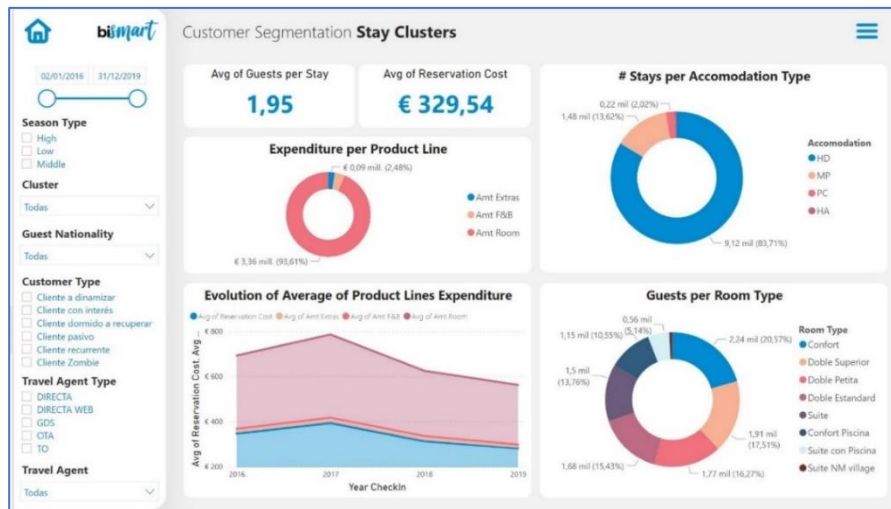 bismart
Customer Segmentation Stay Clusters
02/01/2016 31/12/2019
Season Type
High
Low
Middle
Cluster
Todas
Guest Nationality
Todas
Customer Type
Cliente a dinamizar
Cliente con interés
Cliente dormido a recuperar
Cliente pasivo
Cliente recurrente
Cliente Zombie
Travel Agent Type
DIRECTA
DIRECTA WEB
GDS
OTA
TO
Travel Agent
Todas
Avg of Guests per Stay
1,95
Avg of Reservation Cost
€ 329,54
Expenditure per Product Line
€ 0,09 mill. (2,48%)
€ 3,36 mill. (93,61%)
Amt Extras
Amt F&B
Amt Room
# Stays per Accomodation Type
0,22 mil (2,02%)
1,48 mil (13,62%)
9,12 mil (83,71%)
Accomodation
HD
MP
PC
HA
Evolution of Average of Product Lines Expenditure
Avg of Reservation Cost Avg of Amt Extras Avg of Amt F&B Avg of Amt Room
Avg of Reservation Cost, Avg ...
€ 800
€ 600
€ 400
€ 200
2016 2017 2018 2019
Year CheckIn
Guests per Room Type
0,56 mil
(5,14%)
1,15 mil (10,55%)
2,24 mil (20,57%)
1,5 mil
(13,76%)
1,91 mil
(17,51%)
1,68 mil (15,43%)
1,77 mil (16,27%)
Room Type
Confort
Doble Superior
Doble Petita
Doble Estandard
Suite
Confort Piscina
Suite con Piscina
Suite NM village